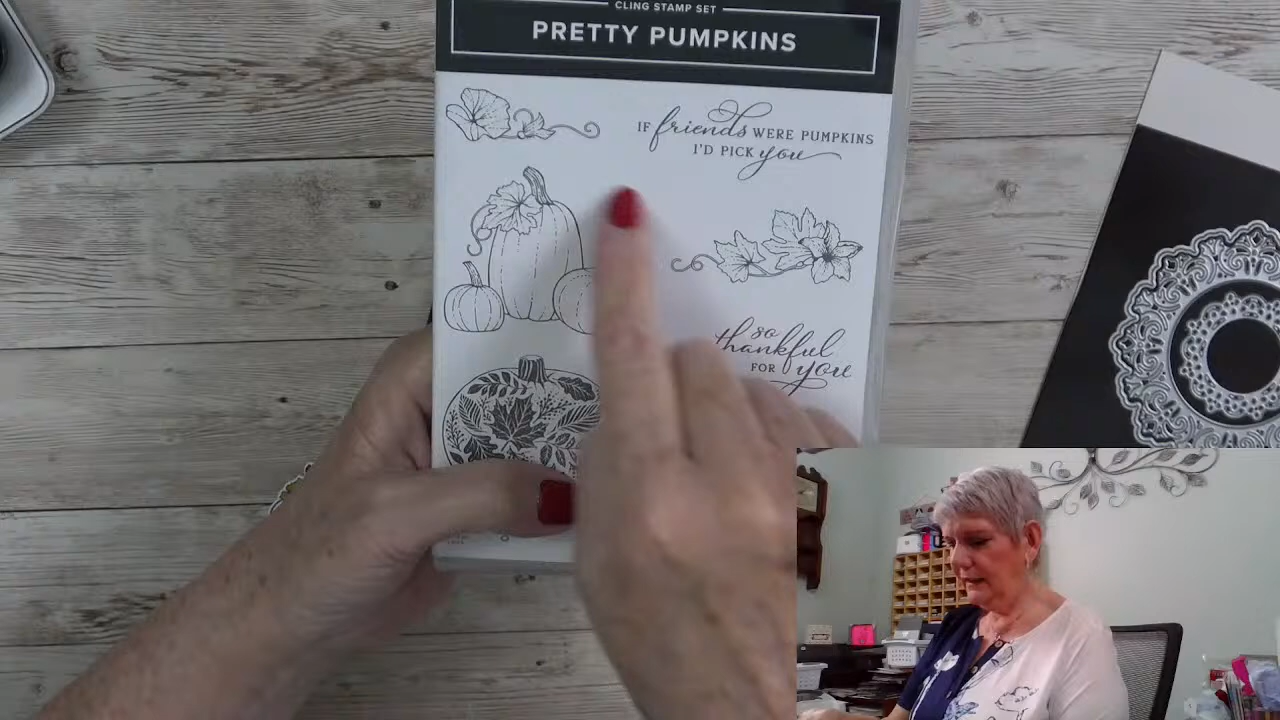 CLING STAMP SET
PRETTY PUMPKINS
IF friends WERE PUMPKINS
I'D PICK you
so
thankful
FOR you